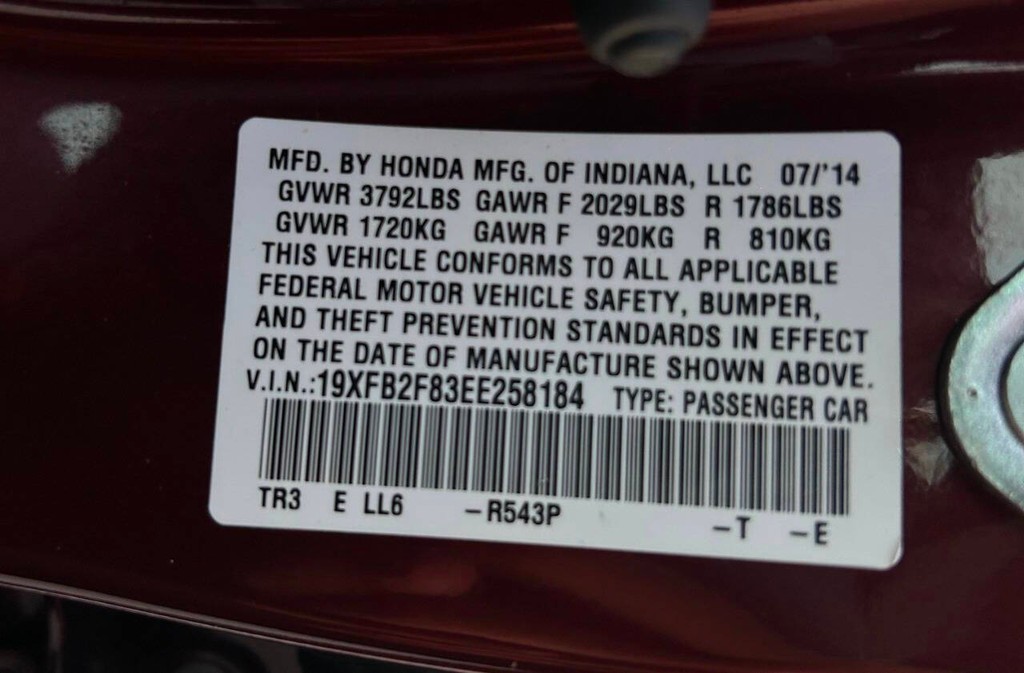 MFD. BY HONDA MFG. OF INDIANA, LLC 07/'14
GVWR 3792LBS GAWR F 2029LBS R 1786LBS
GVWR 1720KG GAWR F 920KG R 810KG
THIS VEHICLE CONFORMS TO ALL APPLICABLE
FEDERAL MOTOR VEHICLE SAFETY, BUMPER,
AND THEFT PREVENTION STANDARDS IN EFFECT
ON THE DATE OF MANUFACTURE SHOWN ABOVE.
V.I.N.:19XFB2F83EE258184 TYPE: PASSENGER CAR
TR3 E LL6 -R543P -T -E